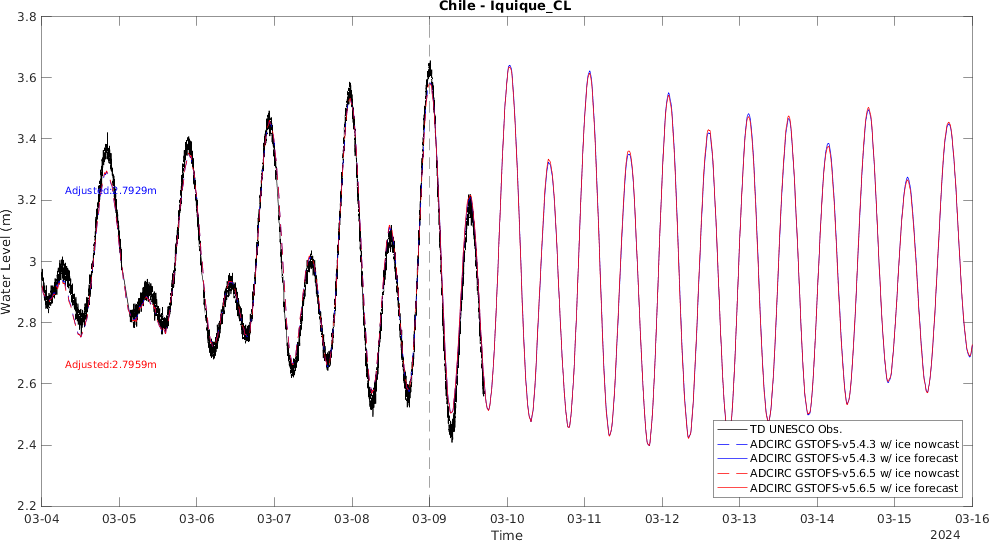 Chile - Iquique_CL
3.8
3.6
3.4
3.2
3
2.8
2.6
2.4
2.2
Water Level (m)
Adjusted:2.7929m
Adjusted:2.7959m
TD UNESCO Obs.
ADCIRC GSTOFS-v5.4.3 w/ ice nowcast
ADCIRC GSTOFS-v5.4.3 w/ ice forecast
ADCIRC GSTOFS-v5.6.5 w/ ice nowcast
ADCIRC GSTOFS-v5.6.5 w/ ice forecast
03-04 03-05 03-06 03-07 03-08 03-09 03-10 03-11 03-12 03-13 03-14 03-15 03-16
Time
2024